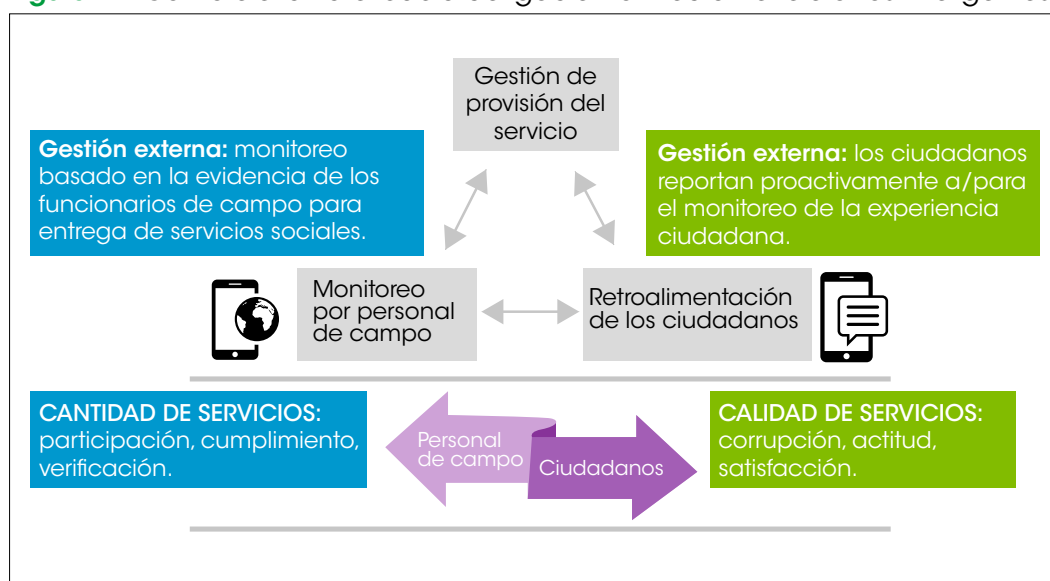 Gestión de
provisión del
servicio
Gestión externa: monitoreo
basado en la evidencia de los
funcionarios de campo para
entrega de servicios sociales.
Gestión externa: los ciudadanos
reportan proactivamente a/para
el monitoreo de la experiencia
ciudadana.
Monitoreo
por personal
de campo
Retroalimentación
de los ciudadanos
CANTIDAD DE SERVICIOS:
participación, cumplimiento,
verificación.
Personal
de campo
Ciudadanos
CALIDAD DE SERVICIOS:
corrupción, actitud,
satisfacción.